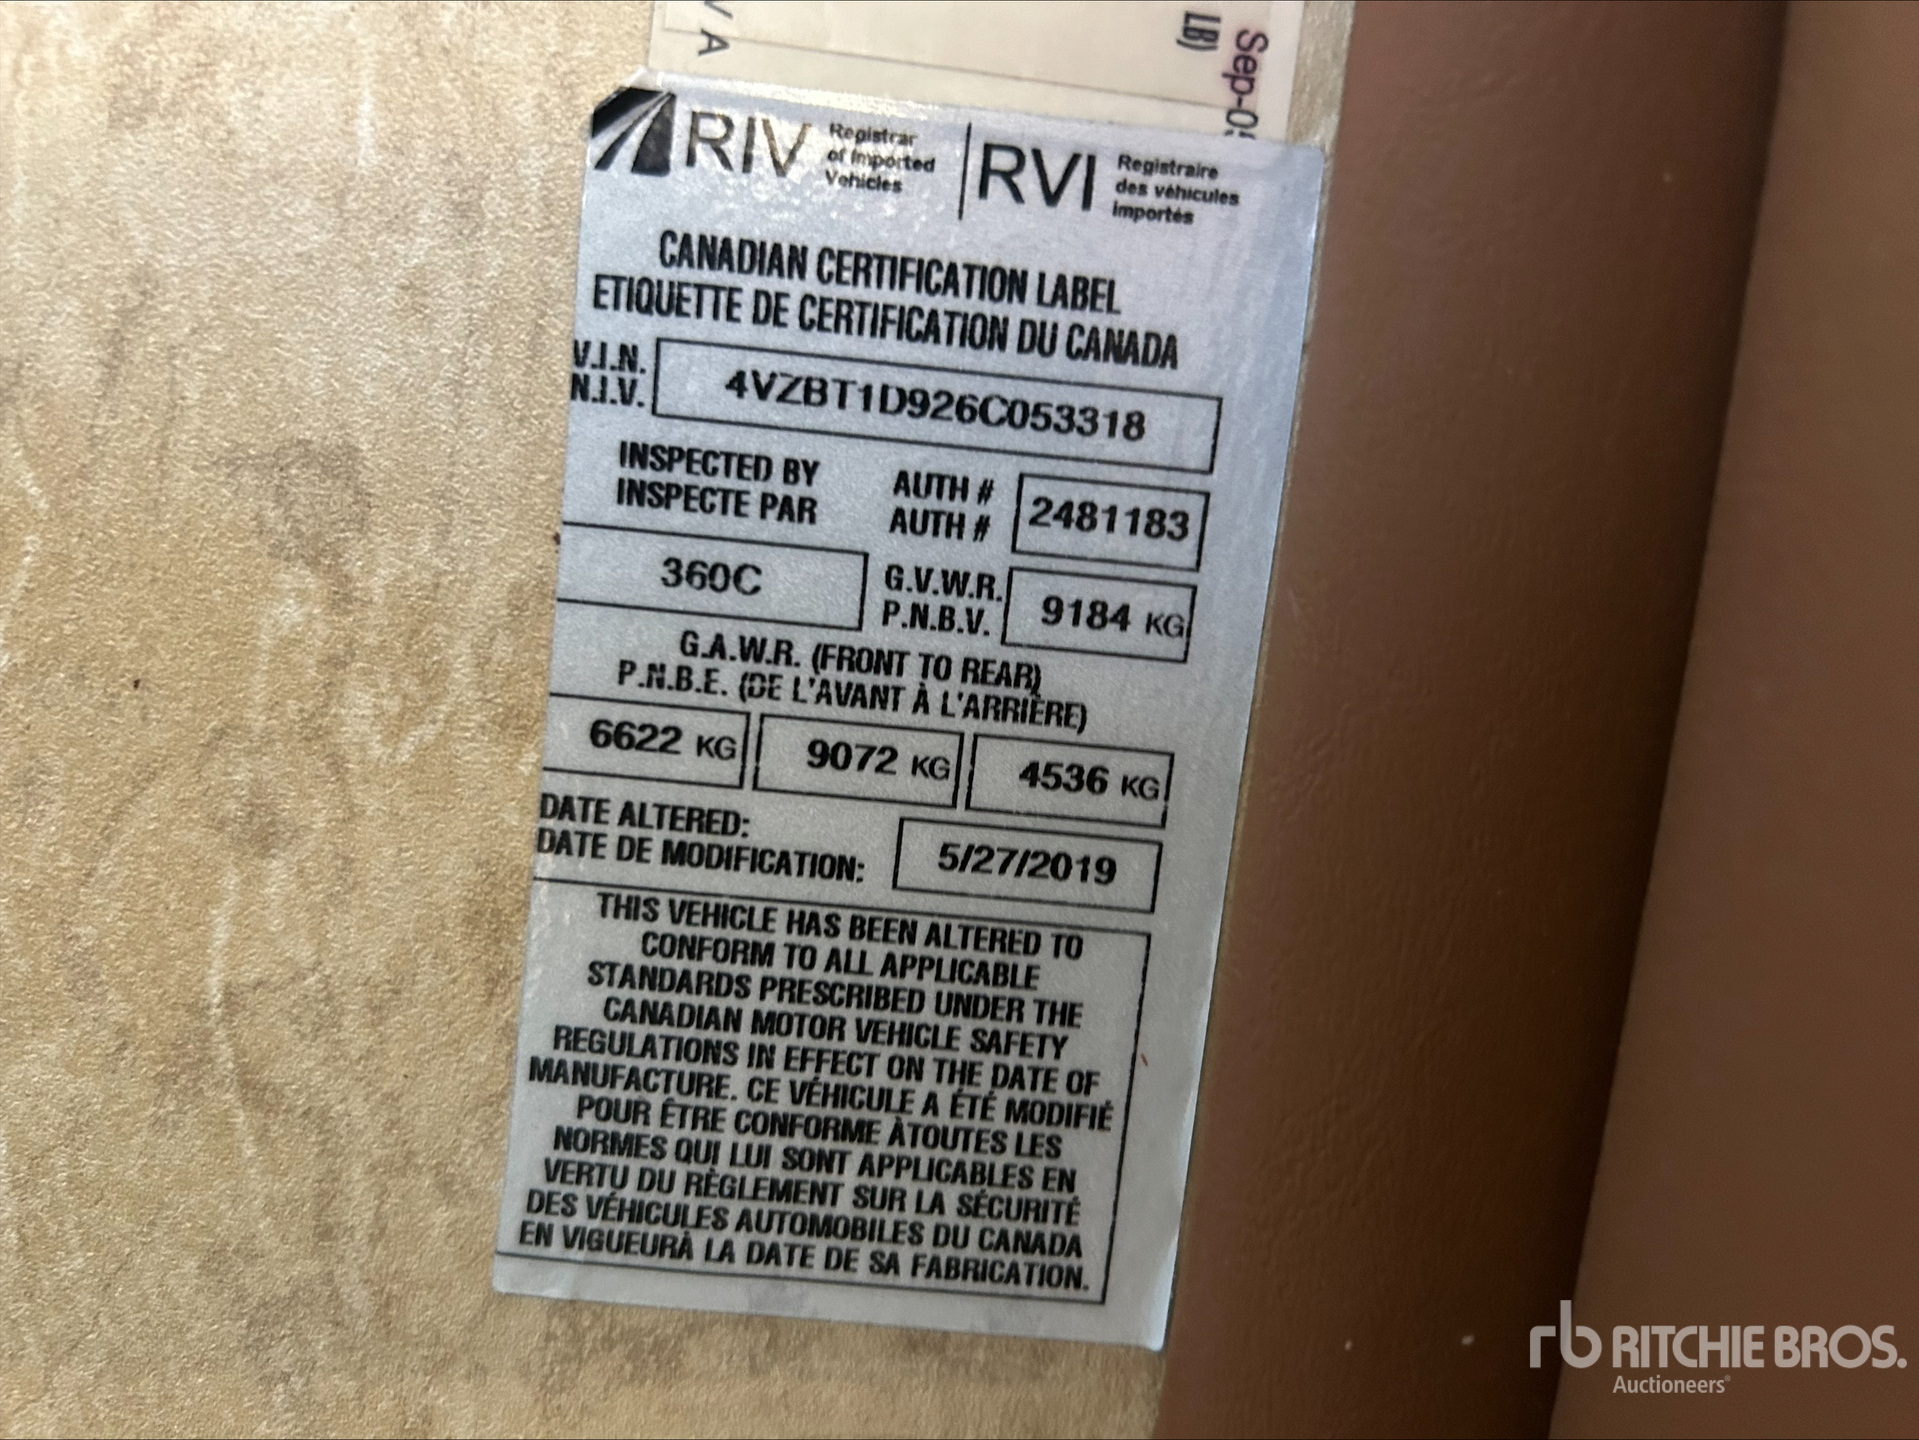 V A
LB)
Sep-0
RIV Registrar of Imported Vehicles | RVI Registraire des véhicules importés
CANADIAN CERTIFICATION LABEL
ETIQUETTE DE CERTIFICATION DU CANADA
V.I.N.
N.I.V.
4VZBT1D926C053318
INSPECTED BY
INSPECTE PAR
AUTH #
AUTH #
2481183
360C
G.V.W.R.
P.N.B.V.
9184 KG
G.A.W.R. (FRONT TO REAR)
P.N.B.E. (DE L'AVANT À L'ARRIÈRE)
6622 KG 9072 KG 4536 KG
DATE ALTERED:
DATE DE MODIFICATION:
5/27/2019
THIS VEHICLE HAS BEEN ALTERED TO
CONFORM TO ALL APPLICABLE
STANDARDS PRESCRIBED UNDER THE
CANADIAN MOTOR VEHICLE SAFETY
REGULATIONS IN EFFECT ON THE DATE OF
MANUFACTURE. CE VÉHICULE A ÉTÉ MODIFIÉ
POUR ÊTRE CONFORME ÀTOUTES LES
NORMES QUI LUI SONT APPLICABLES EN
VERTU DU RÈGLEMENT SUR LA SÉCURITÉ
DES VÉHICULES AUTOMOBILES DU CANADA
EN VIGUEURÀ LA DATE DE SA FABRICATION.
rb RITCHIE BROS.
Auctioneers®